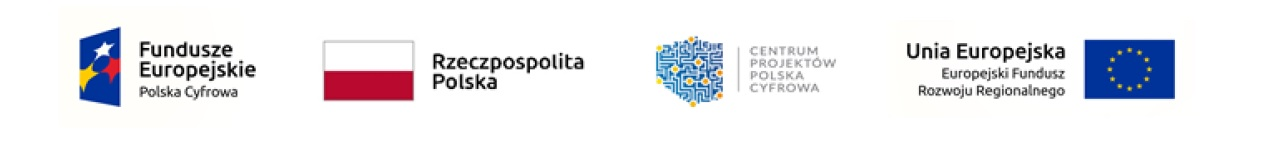 Fundusze
Europejskie
Polska Cyfrowa
Rzeczpospolita
Polska
CENTRUM
PROJEKTÓW
POLSKA
CYFROWA
Unia Europejska
Europejski Fundusz
Rozwoju Regionalnego